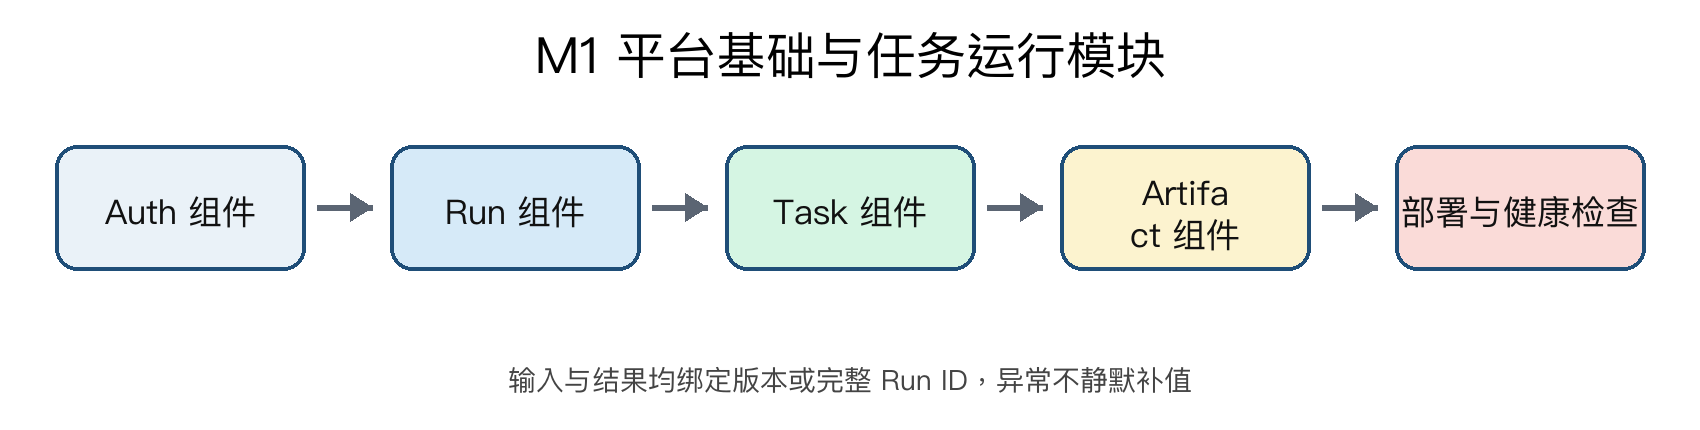 M1 平台基础与任务运行模块
Auth 组件
Run 组件
Task 组件
Artifa
ct 组件
部署与健康检查
输入与结果均绑定版本或完整 Run ID，异常不静默补值